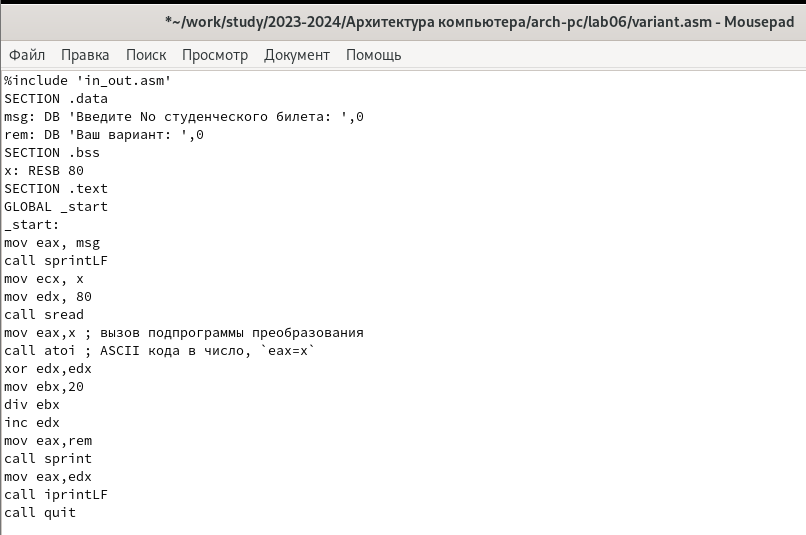 *~/work/study/2023-2024/Архитектура компьютера/arch-pc/lab06/variant.asm - Mousepad
Файл Правка Поиск Просмотр Документ Помощь
%include 'in_out.asm'
SECTION .data
msg: DB 'Введите No студенческого билета: ',0
rem: DB 'Ваш вариант: ',0
SECTION .bss
x: RESB 80
SECTION .text
GLOBAL _start
_start:
mov eax, msg
call sprintLF
mov ecx, x
mov edx, 80
call sread
mov eax,x ; вызов подпрограммы преобразования
call atoi ; ASCII кода в число, `eax=x`
xor edx,edx
mov ebx,20
div ebx
inc edx
mov eax,rem
call sprint
mov eax,edx
call iprintLF
call quit